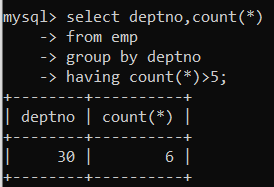 mysql> select deptno,count(*)
    -> from emp
    -> group by deptno
    -> having count(*)>5;
+--------+----------+
| deptno | count(*) |
+--------+----------+
|     30 |        6 |
+--------+----------+